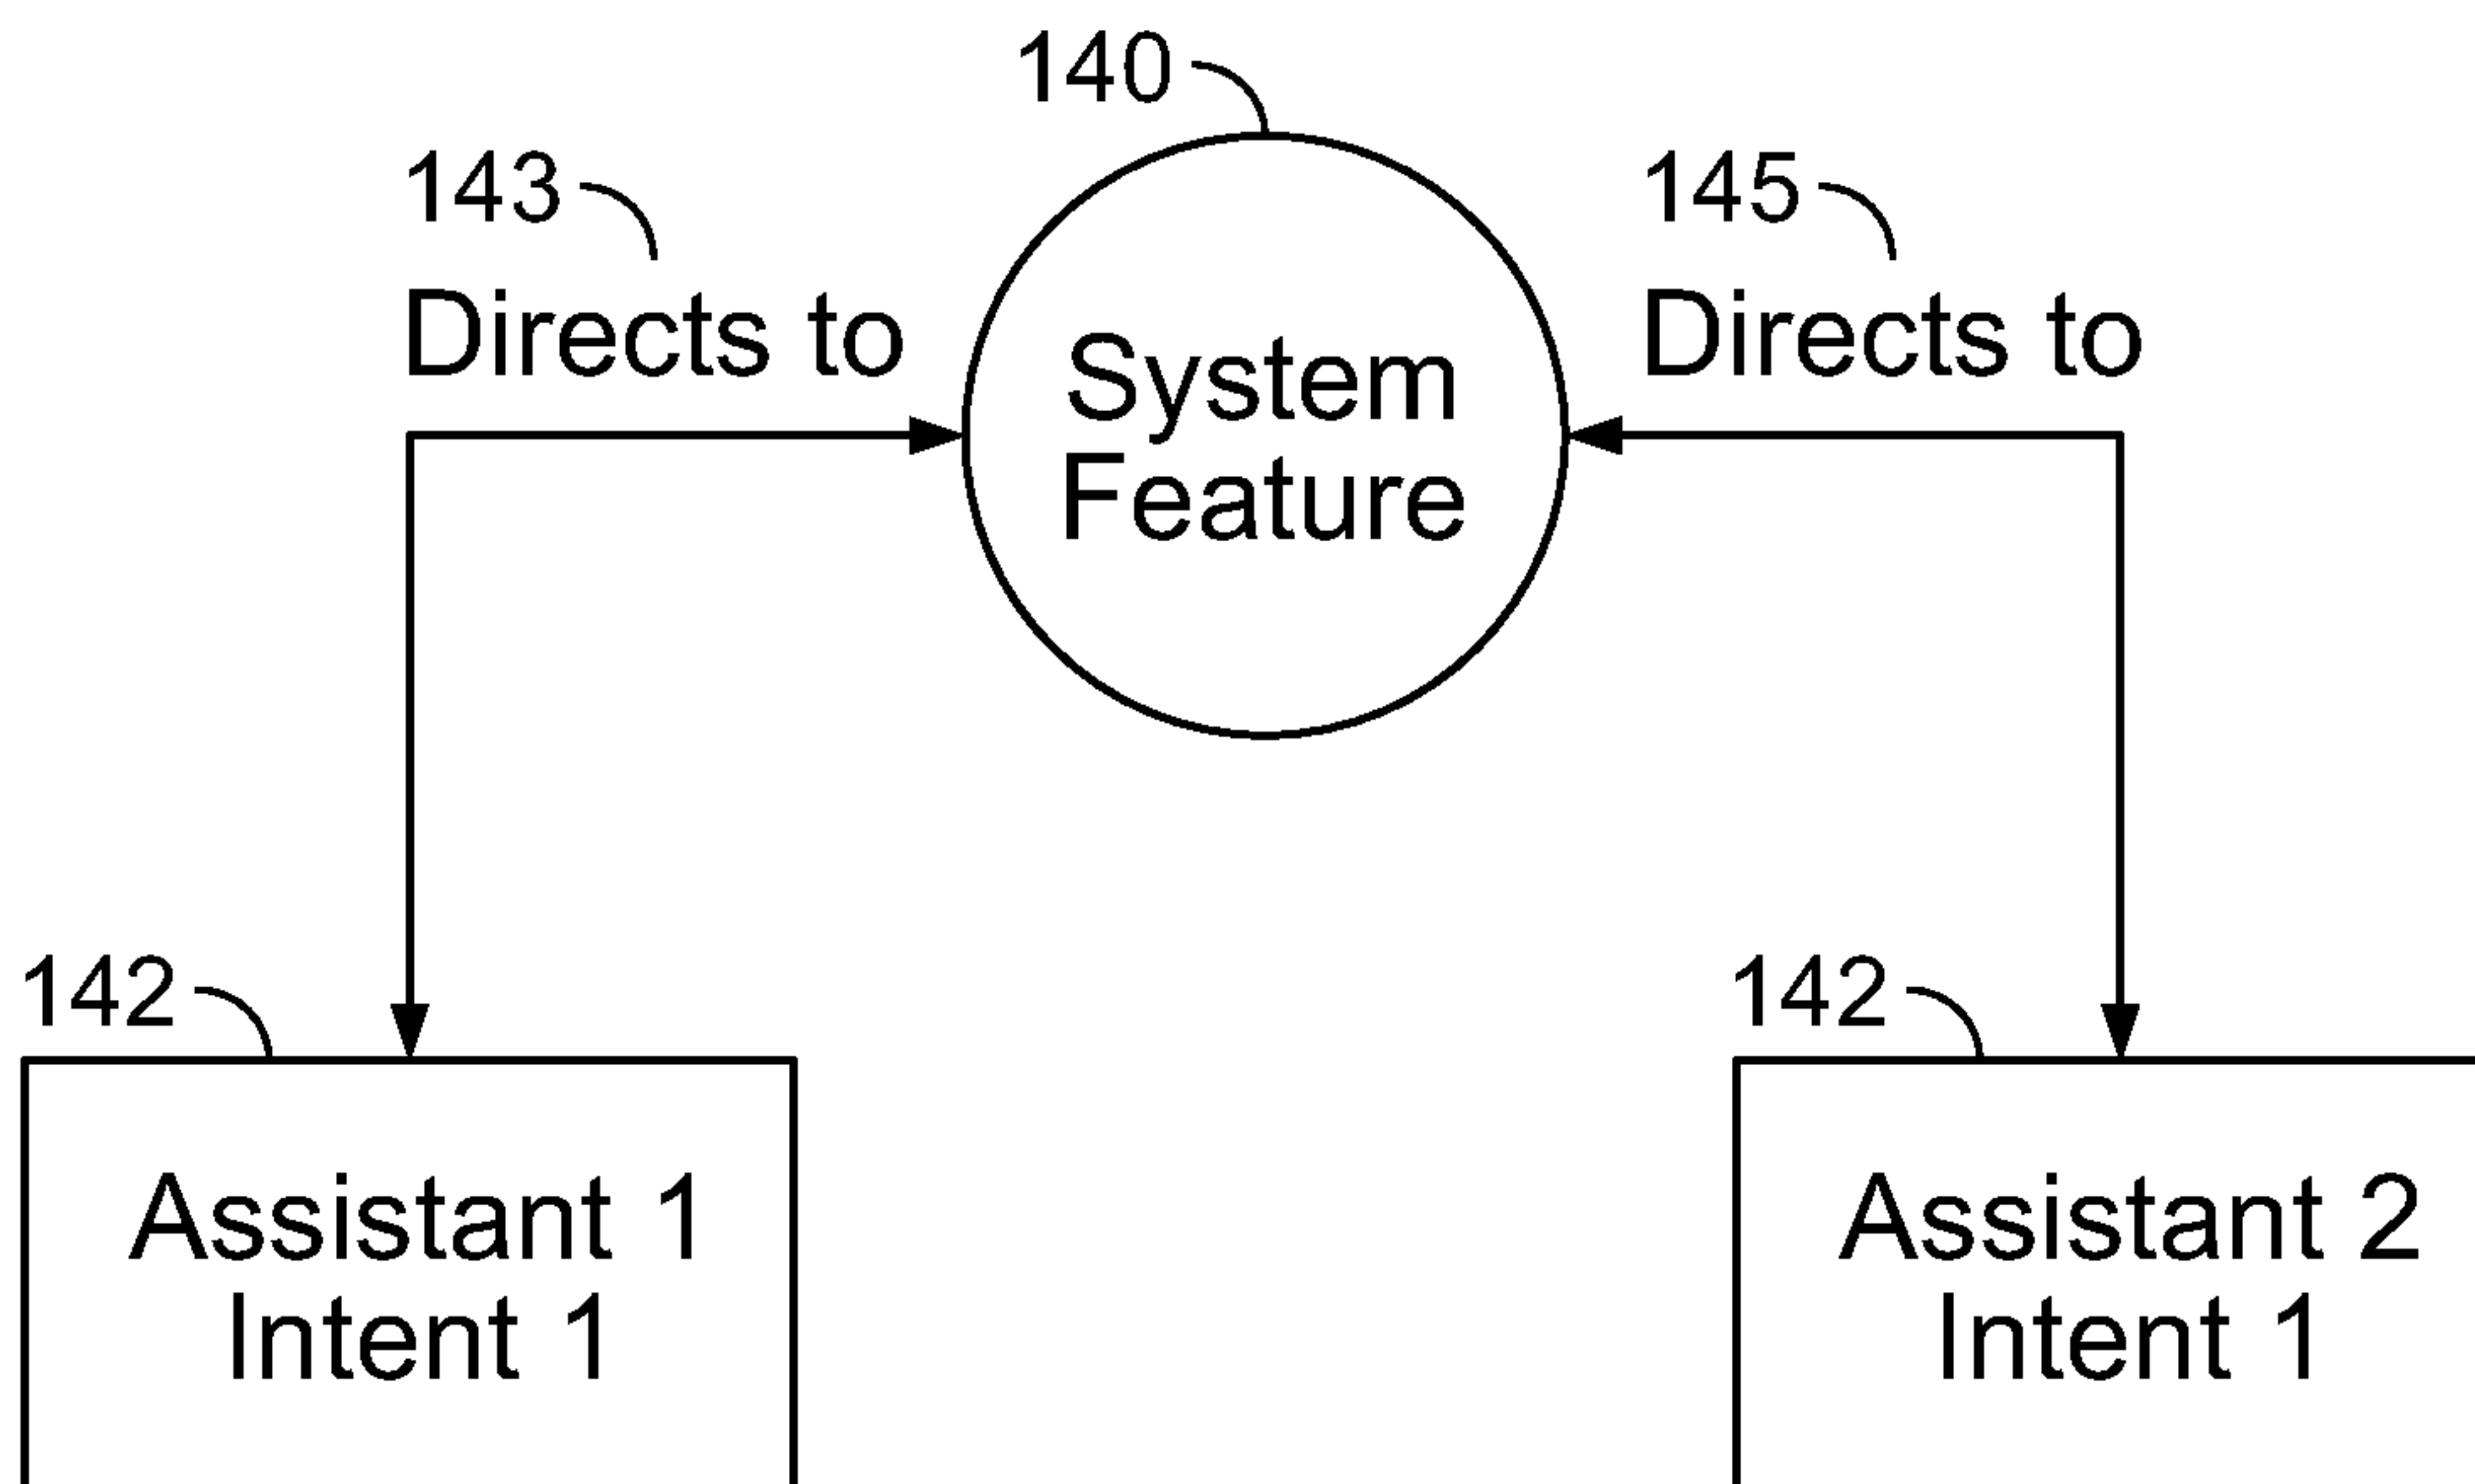 140
143
145
Directs to
Directs to
System
Feature
142
142
Assistant 1
Intent 1
Assistant 2
Intent 1